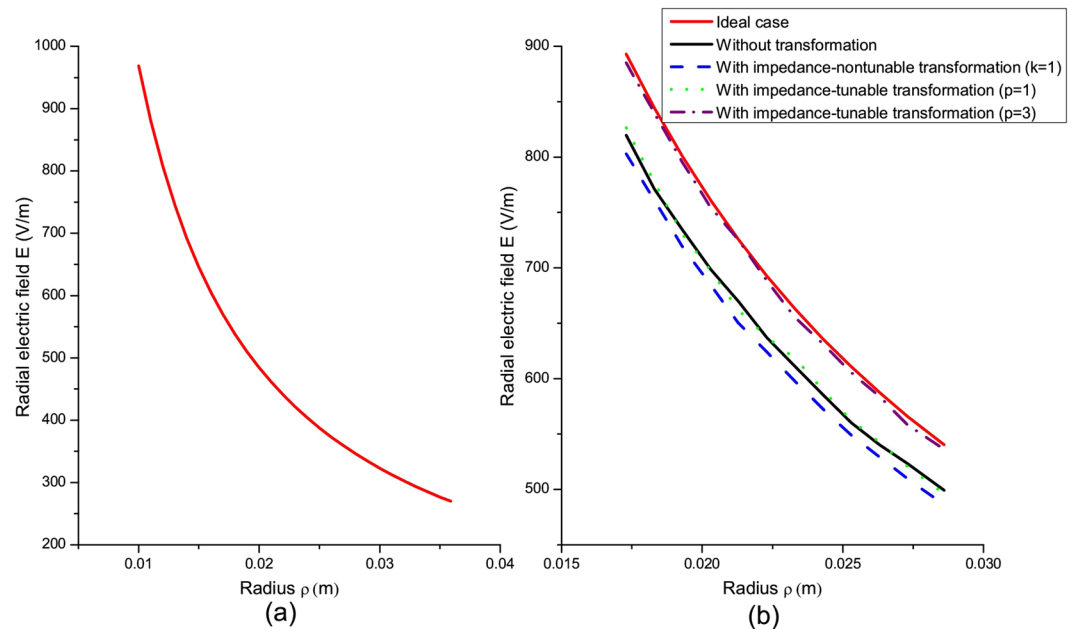 Ideal case
Without transformation
With impedance-nontunable transformation (k=1)
With impedance-tunable transformation (p=1)
With impedance-tunable transformation (p=3)
1000
900
800
700
600
500
400
300
200
Radial electric field E (V/m)
0.01
0.02
0.03
0.04
Radius ρ (m)
(a)
900
800
700
600
500
Radial electric field E (V/m)
0.015
0.020
0.025
0.030
Radius ρ (m)
(b)